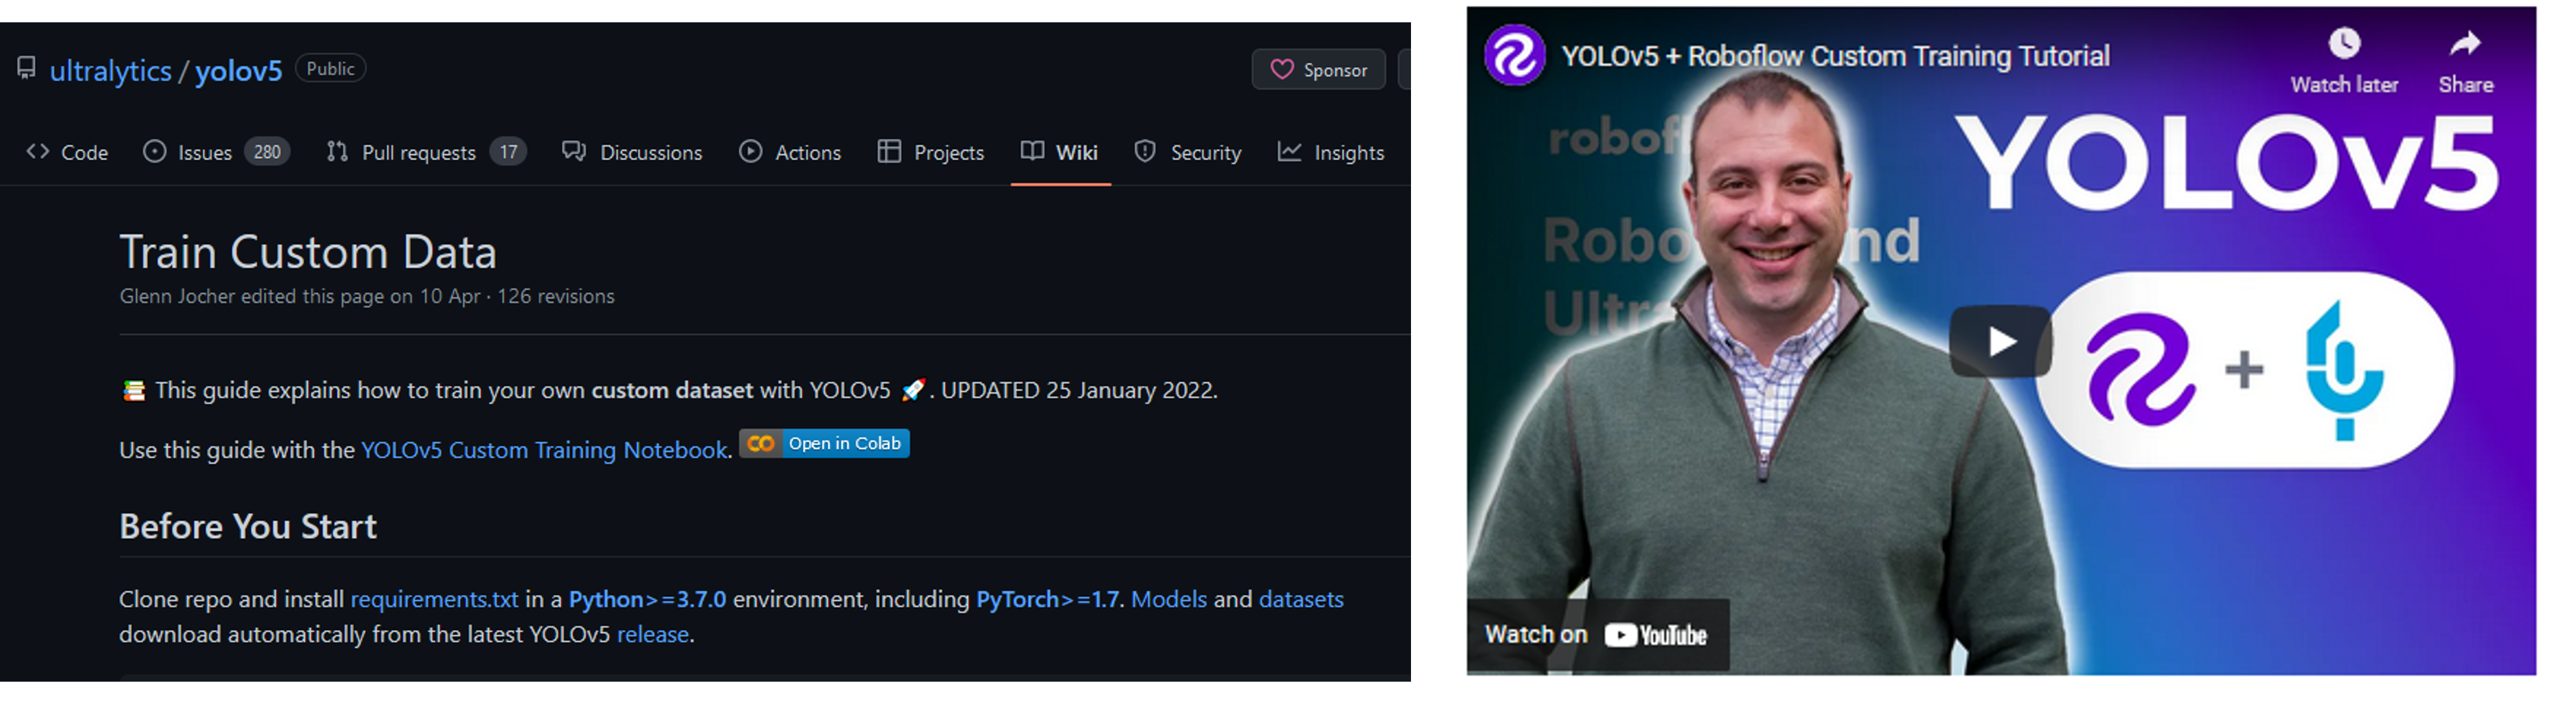 ultralytics / yolov5 Public
Sponsor
Code
Issues 280
Pull requests 17
Discussions
Actions
Projects
Wiki
Security
Insights
Train Custom Data
Glenn Jocher edited this page on 10 Apr · 126 revisions
📚 This guide explains how to train your own custom dataset with YOLOv5 🚀. UPDATED 25 January 2022.
Use this guide with the YOLOv5 Custom Training Notebook. Open in Colab
Before You Start
Clone repo and install requirements.txt in a Python>=3.7.0 environment, including PyTorch>=1.7. Models and datasets
download automatically from the latest YOLOv5 release.
YOLOv5 + Roboflow Custom Training Tutorial
Watch later
Share
YOLOv5
+
Watch on YouTube